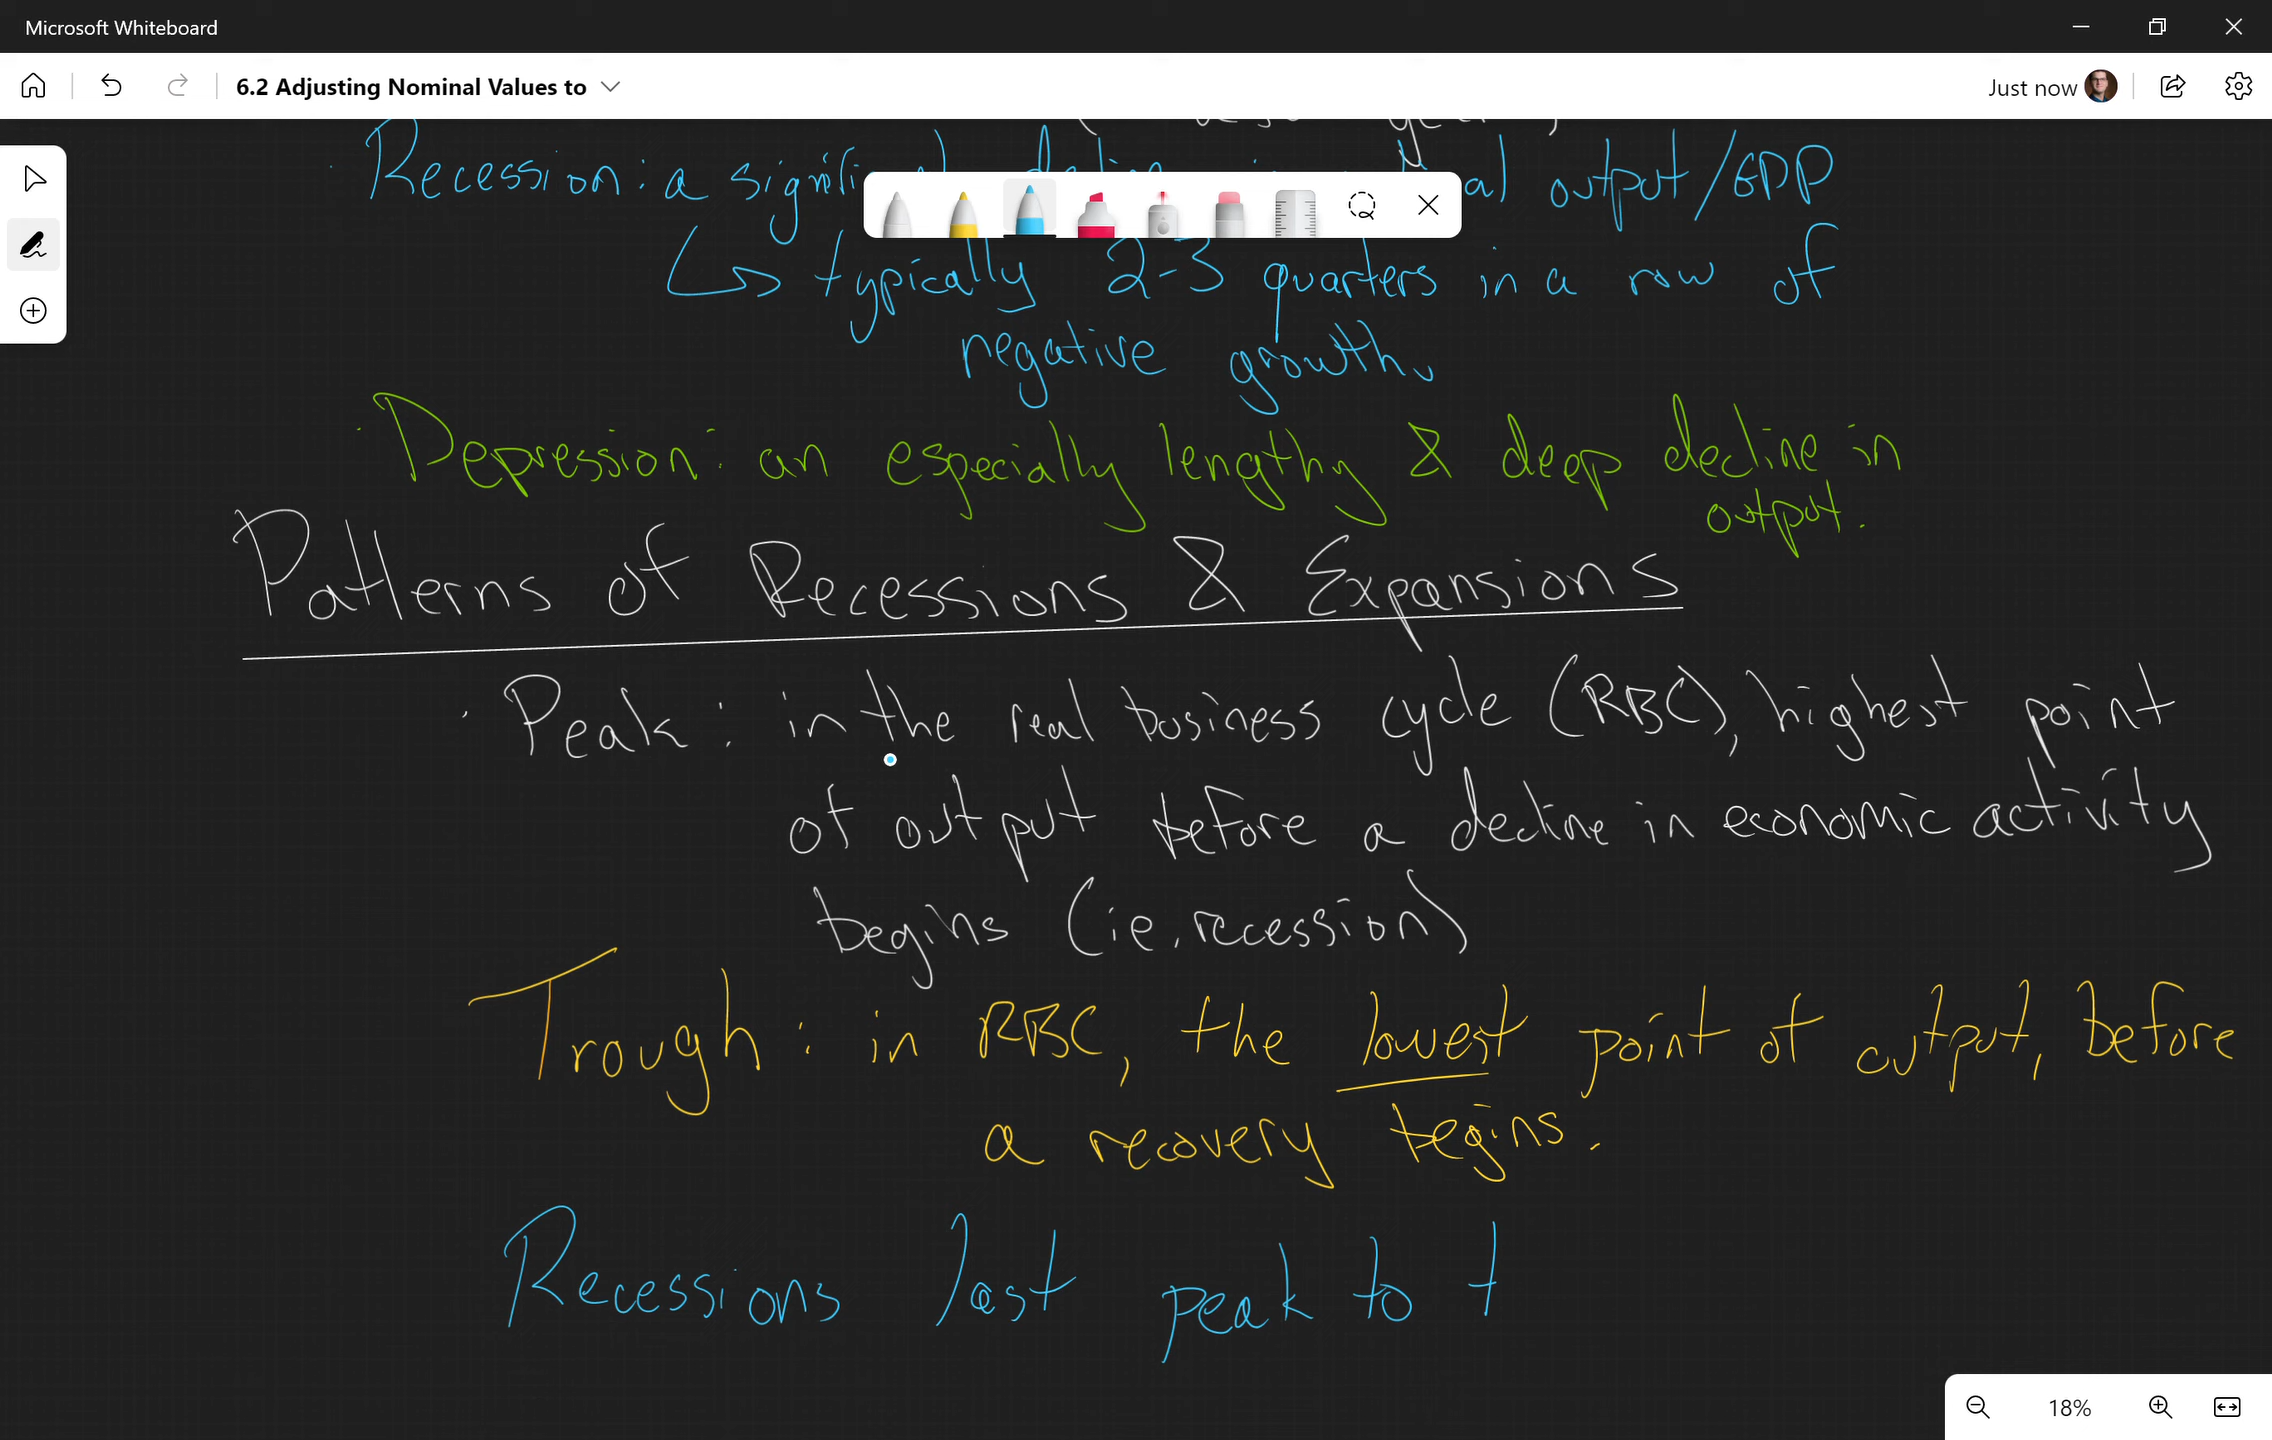 Microsoft Whiteboard
6.2 Adjusting Nominal Values to
Just now
Recession: a signifi al output/GDP
↳ typically 2-3 quarters in a row of
negative growth.
Depression: an especially lengthy & deep decline in
output.
Patterns of Recessions & Expansions
· Peak: in the real business cycle (RBC), highest point
of output before a decline in economic activity
begins (ie. recession)
Trough: in RBC, the lowest point of output, before
a recovery begins.
Recessions last peak to t
18%